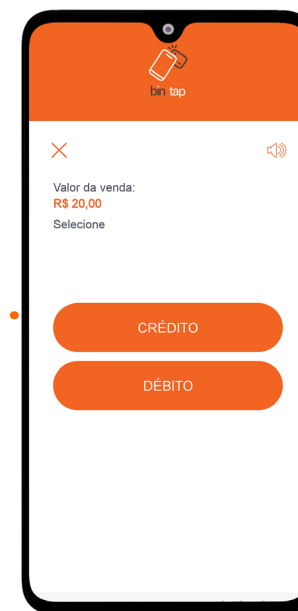 bin tap
Valor da venda:
R$ 20,00
Selecione
CRÉDITO
DÉBITO